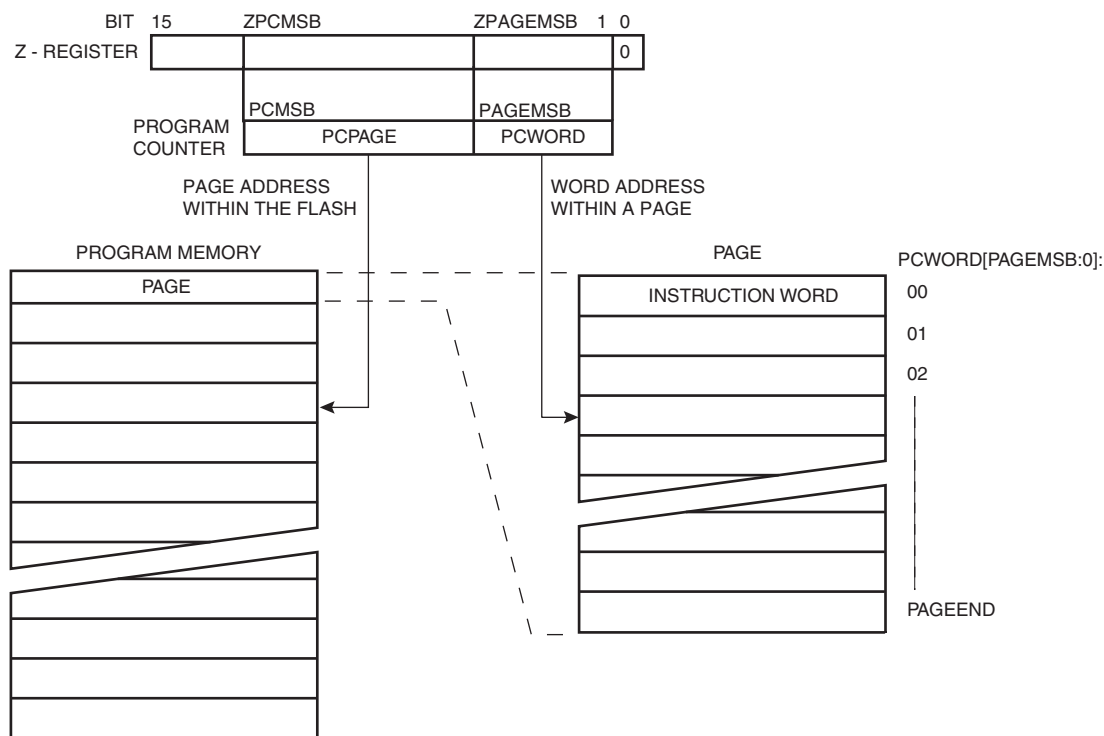 BIT 15 ZPCMSB ZPAGEMSB 1 0
Z - REGISTER 0
PCMSB PAGEMSB
PROGRAM
COUNTER
PCPAGE PCWORD
PAGE ADDRESS
WITHIN THE FLASH
WORD ADDRESS
WITHIN A PAGE
PROGRAM MEMORY
PAGE
PAGE
INSTRUCTION WORD
PCWORD[PAGEMSB:0]:
00
01
02
PAGEEND